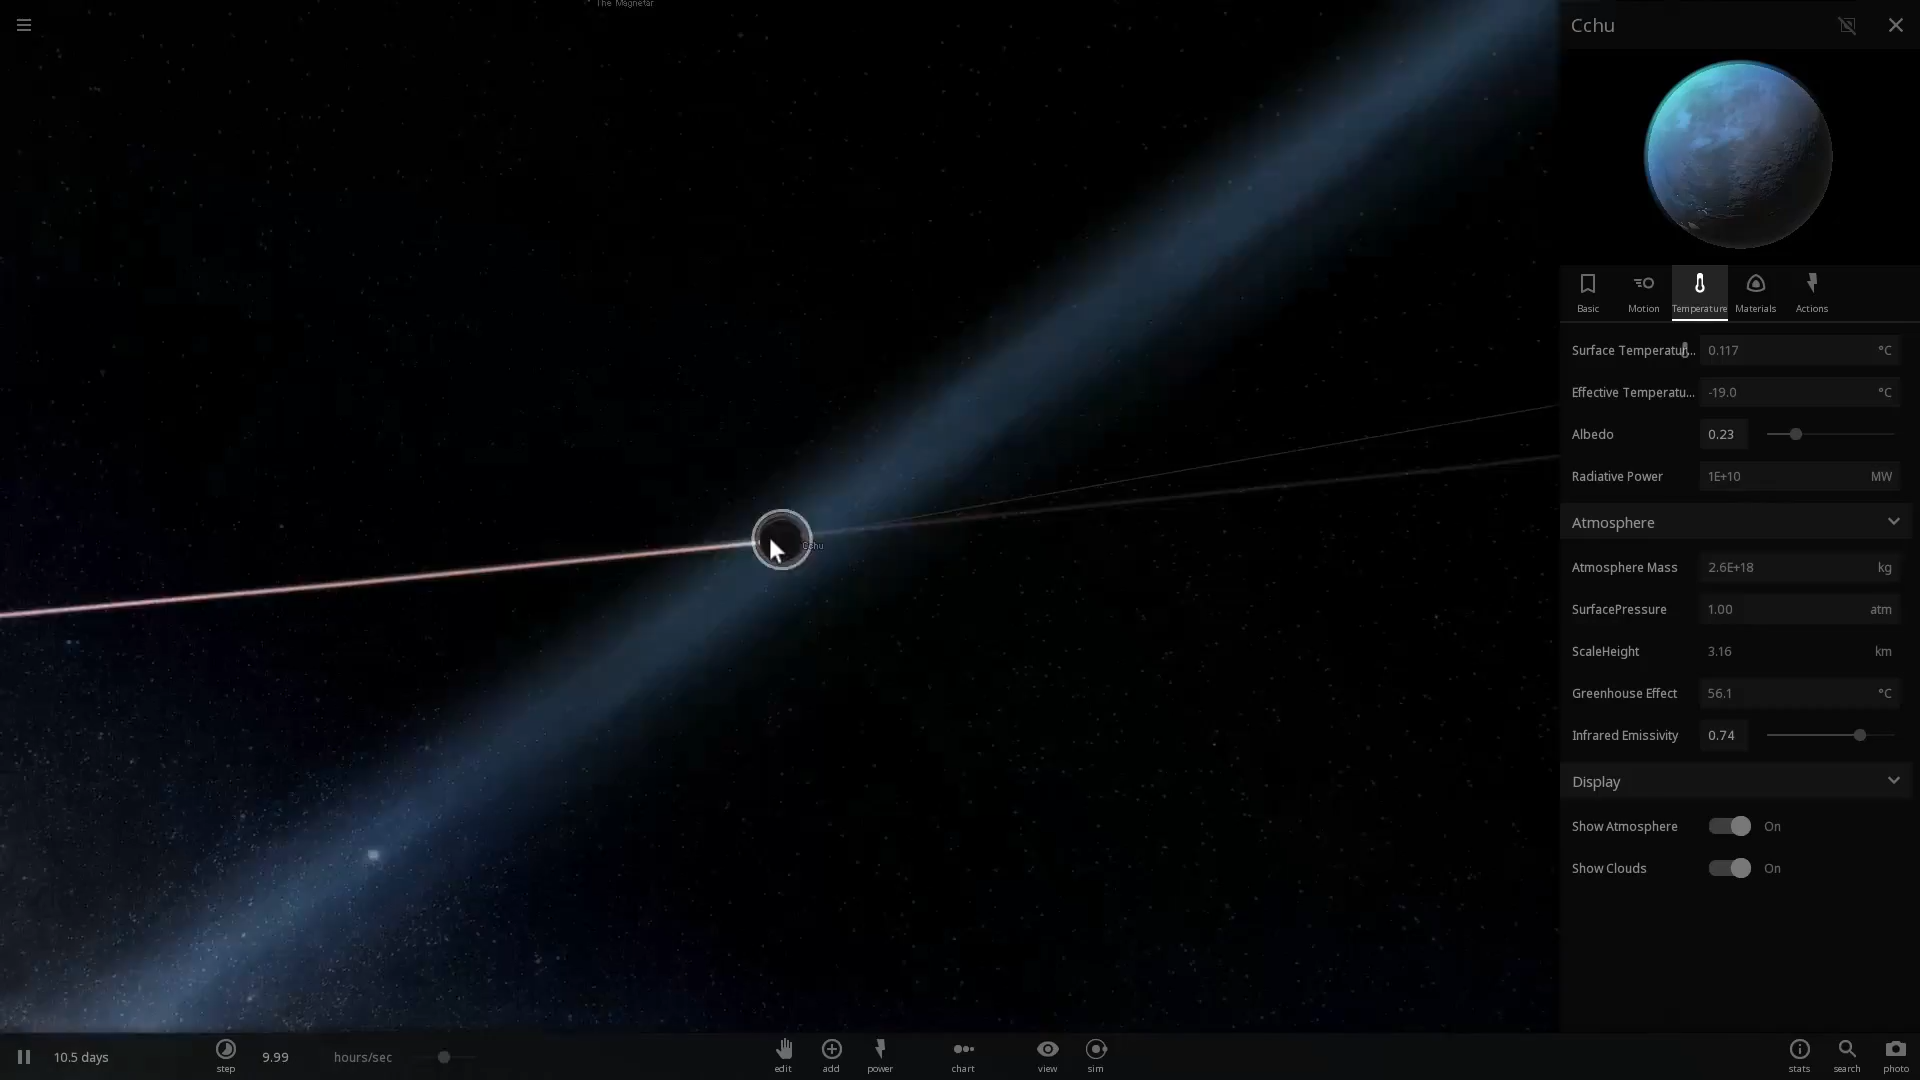 The Magnetar
Cchu
Basic Motion Temperature Materials Actions
Surface Temperatur... 0.117 °C
Effective Temperatu... -19.0 °C
Albedo 0.23
Radiative Power 1E+10 MW
Atmosphere
Cchu
Atmosphere Mass 2.6E+18 kg
SurfacePressure 1.00 atm
ScaleHeight 3.16 km
Greenhouse Effect 56.1 °C
Infrared Emissivity 0.74
Display
Show Atmosphere On
Show Clouds On
10.5 days step 9.99 hours/sec edit add power chart view sim stats search photo